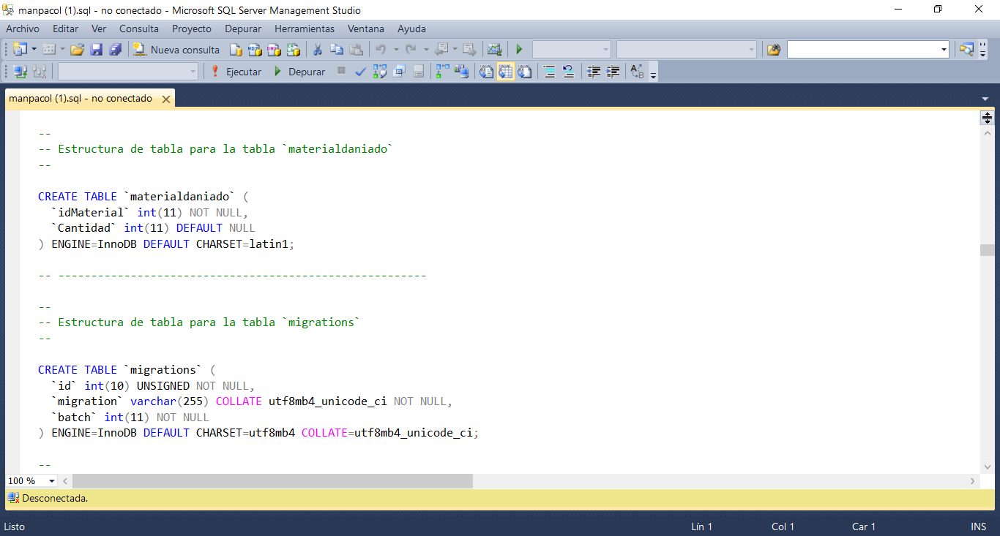 manpacol (1).sql - no conectado - Microsoft SQL Server Management Studio
Archivo Editar Ver Consulta Proyecto Depurar Herramientas Ventana Ayuda
Nueva consulta
Ejecutar Depurar
manpacol (1).sql - no conectado
--
-- Estructura de tabla para la tabla `materialdaniado`
--
CREATE TABLE `materialdaniado` (
`idMaterial` int(11) NOT NULL,
`Cantidad` int(11) DEFAULT NULL
) ENGINE=InnoDB DEFAULT CHARSET=latin1;
-- --------------------------------------------------------
--
-- Estructura de tabla para la tabla `migrations`
--
CREATE TABLE `migrations` (
`id` int(10) UNSIGNED NOT NULL,
`migration` varchar(255) COLLATE utf8mb4_unicode_ci NOT NULL,
`batch` int(11) NOT NULL
) ENGINE=InnoDB DEFAULT CHARSET=utf8mb4 COLLATE=utf8mb4_unicode_ci;
--
100 %
Desconectada.
Listo Lín 1 Col 1 Car 1 INS